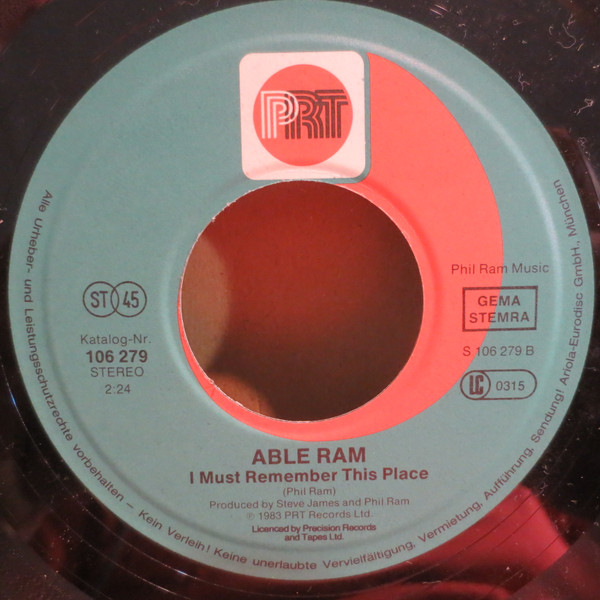 PRT
Phil Ram Music
GEMA
STEMRA
S 106 279 B
LC 0315
ST 45
Katalog-Nr.
106 279
STEREO
2:24
ABLE RAM
I Must Remember This Place
(Phil Ram)
Produced by Steve James and Phil Ram
℗ 1983 PRT Records Ltd.
Licenced by Precision Records
and Tapes Ltd.
Alle Urheber- und Leistungsschutzrechte vorbehalten – Kein Verleih! Keine unerlaubte Vervielfältigung, Vermietung, Aufführung, Sendung! Ariola-Eurodisc GmbH., München